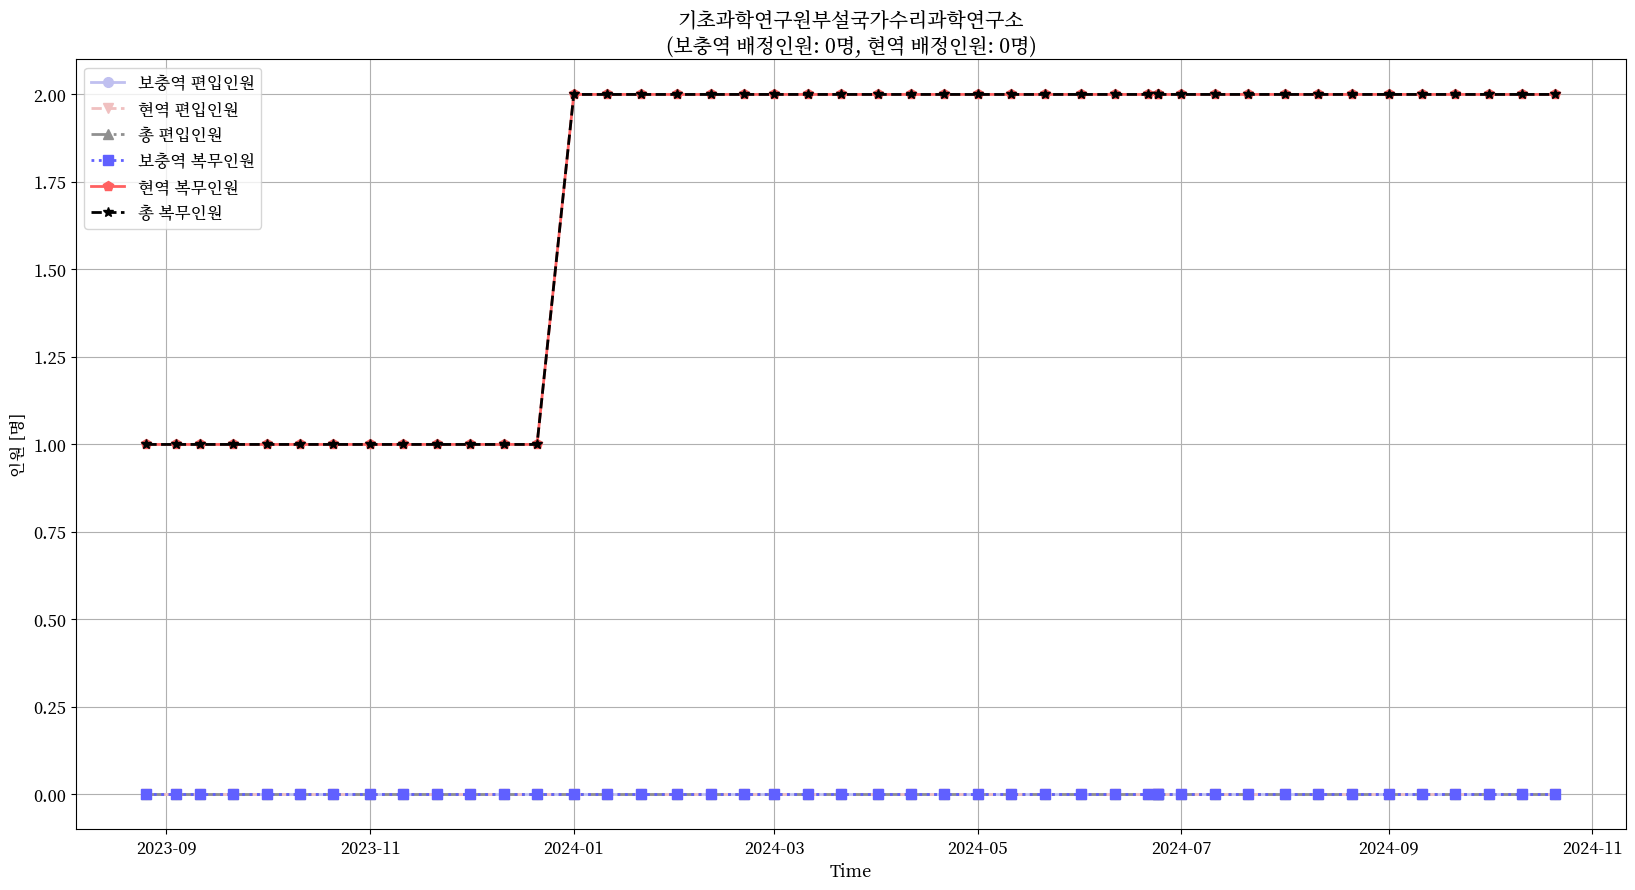 기초과학연구원부설국가수리과학연구소
(보충역 배정인원: 0명, 현역 배정인원: 0명)
보충역 편입인원
현역 편입인원
총 편입인원
보충역 복무인원
현역 복무인원
총 복무인원
2.00
1.75
1.50
1.25
1.00
0.75
0.50
0.25
0.00
인원 [명]
2023-09 2023-11 2024-01 2024-03 2024-05 2024-07 2024-09 2024-11
Time